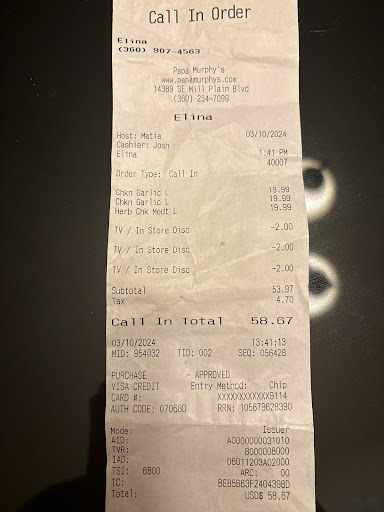 Call In Order
Elina
(360) 907-4563
Papa Murphy's
www.papamurphys.com
14389 SE Mill Plain Blvd
(360) 254-7099
Elina
Host: Matia 03/10/2024
Cashier: Josh
Elina 1:41 PM
40007
Order Type: Call In
Chkn Garlic L 19.99
Chkn Garlic L 19.99
Herb Chk Medt L 19.99
TV / In Store Disc -2.00
TV / In Store Disc -2.00
TV / In Store Disc -2.00
Subtotal 53.97
Tax 4.70
Call In Total 58.67
03/10/2024 13:41:13
MID: 954032 TID: 002 SEQ: 056428
PURCHASE - APPROVED
VISA CREDIT Entry Method: Chip
CARD #: XXXXXXXXXXXX9114
AUTH CODE: 07068D RRN: 105679628390
Mode: Issuer
AID: A0000000031010
TVR: 8000008000
IAD: 06011203A02000
TSI: 6800 ARC: 00
TC: BE85B63F2404398D
Total: USD$ 58.67